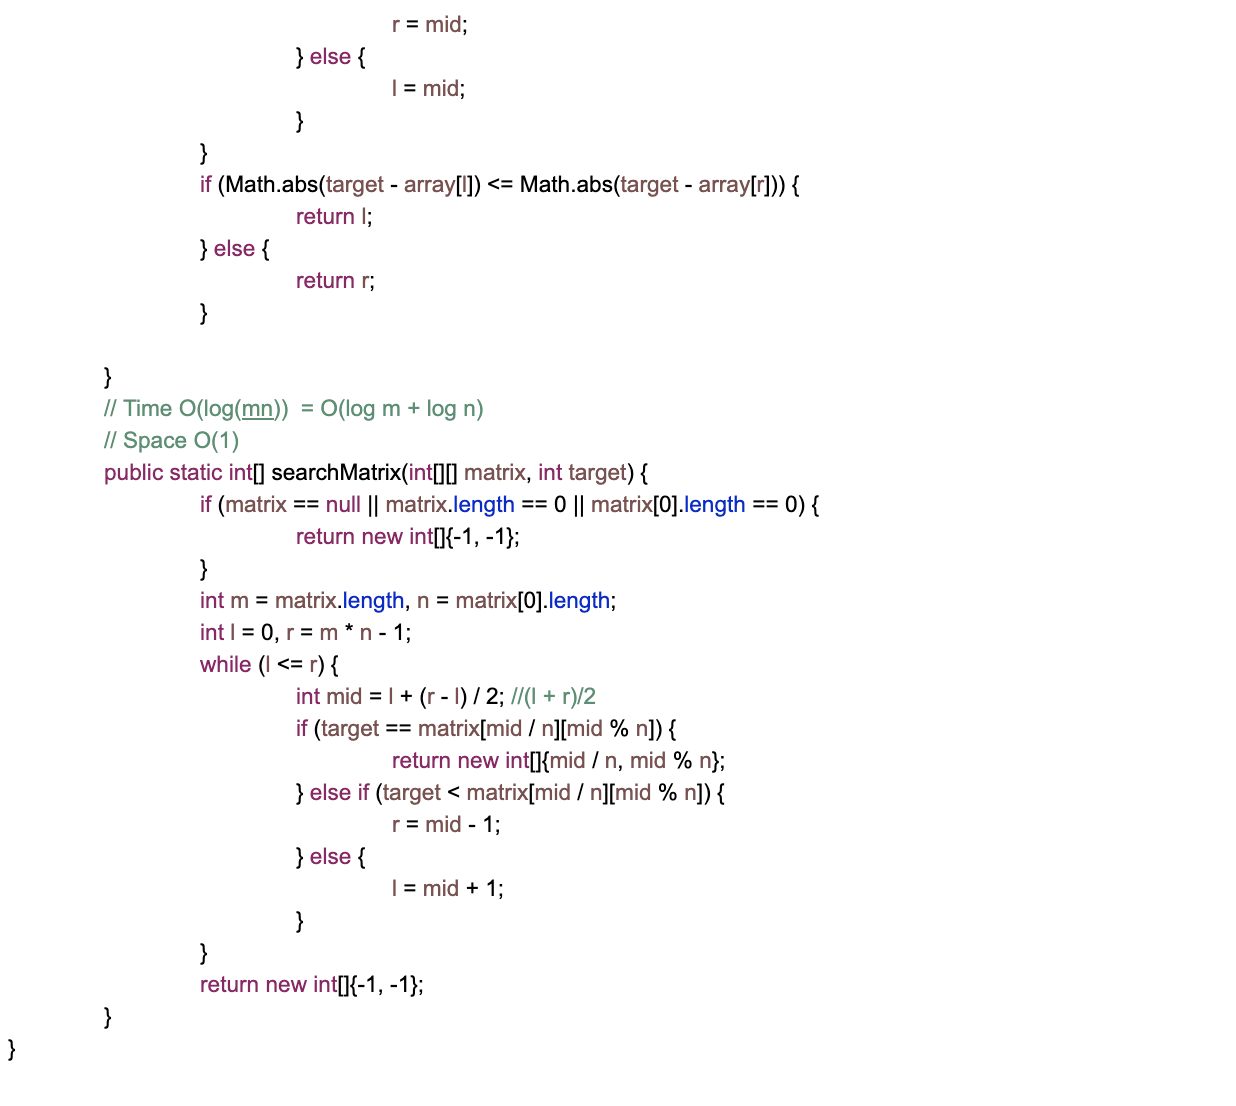 r = mid;
} else {
l = mid;
}
}
if (Math.abs(target - array[l]) <= Math.abs(target - array[r])) {
return l;
} else {
return r;
}
}
// Time O(log(mn))  = O(log m + log n)
// Space O(1)
public static int[] searchMatrix(int[][] matrix, int target) {
if (matrix == null || matrix.length == 0 || matrix[0].length == 0) {
return new int[]{-1, -1};
}
int m = matrix.length, n = matrix[0].length;
int l = 0, r = m * n - 1;
while (l <= r) {
int mid = l + (r - l) / 2; //(l + r)/2
if (target == matrix[mid / n][mid % n]) {
return new int[]{mid / n, mid % n};
} else if (target < matrix[mid / n][mid % n]) {
r = mid - 1;
} else {
l = mid + 1;
}
}
return new int[]{-1, -1};
}
}